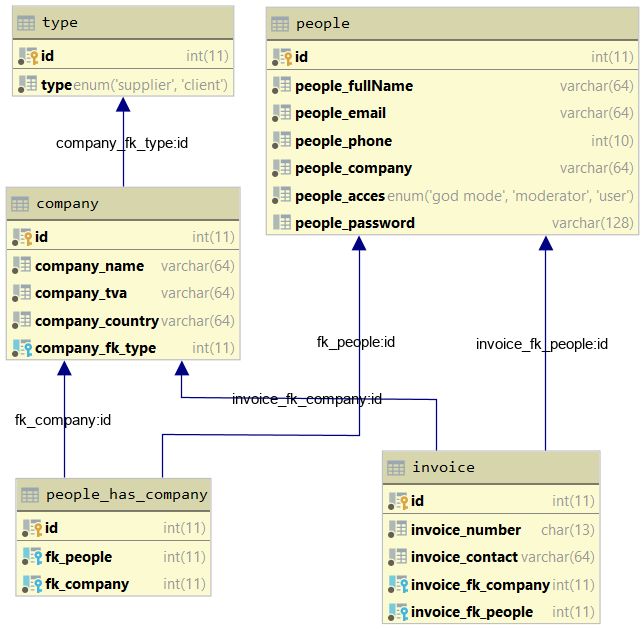 type
id int(11)
type enum('supplier', 'client')
people
id int(11)
people_fullName varchar(64)
people_email varchar(64)
people_phone int(10)
people_company varchar(64)
people_acces enum('god mode', 'moderator', 'user')
people_password varchar(128)
company_fk_type:id
company
id int(11)
company_name varchar(64)
company_tva varchar(64)
company_country varchar(64)
company_fk_type int(11)
fk_people:id
invoice_fk_people:id
invoice_fk_company:id
fk_company:id
people_has_company
id int(11)
fk_people int(11)
fk_company int(11)
invoice
id int(11)
invoice_number char(13)
invoice_contact varchar(64)
invoice_fk_company int(11)
invoice_fk_people int(11)